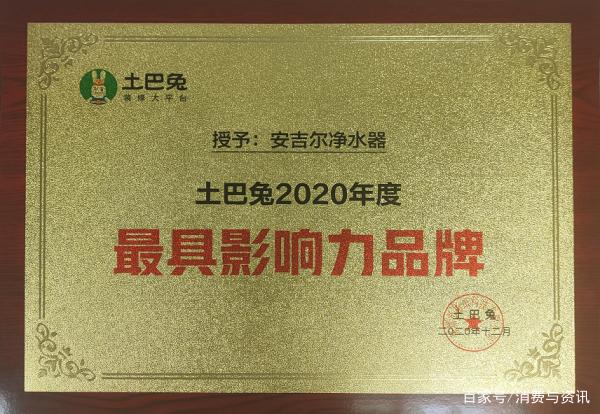 土巴兔
装修大平台
授予：安吉尔净水器
土巴兔2020年度
最具影响力品牌
土巴兔
二〇二〇年十二月
百家号/消费与资讯